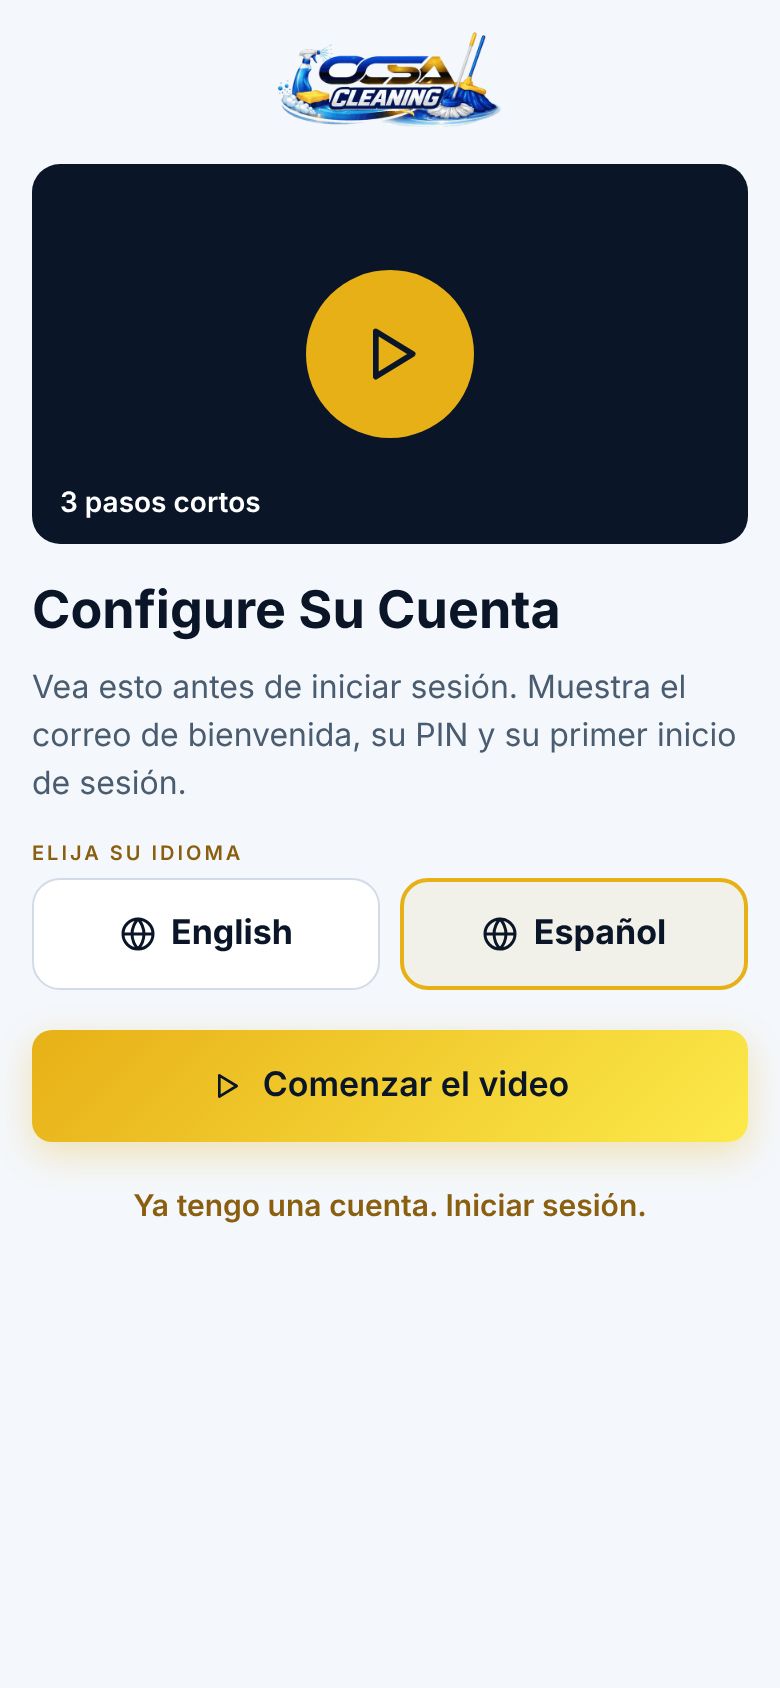 OCSA
CLEANING
3 pasos cortos
Configure Su Cuenta
Vea esto antes de iniciar sesión. Muestra el
correo de bienvenida, su PIN y su primer inicio
de sesión.
ELIJA SU IDIOMA
English
Español
Comenzar el video
Ya tengo una cuenta. Iniciar sesión.